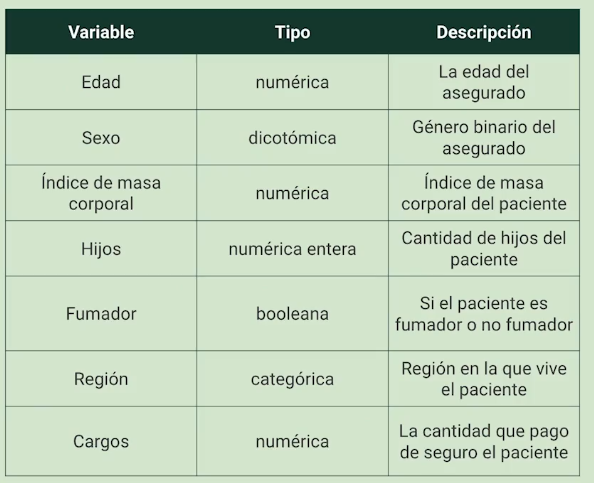 Variable Tipo Descripción
Edad numérica La edad del
asegurado
Sexo dicotómica Género binario del
asegurado
Índice de masa
corporal numérica Índice de masa
corporal del paciente
Hijos numérica entera Cantidad de hijos del
paciente
Fumador booleana Si el paciente es
fumador o no fumador
Región categórica Región en la que vive
el paciente
Cargos numérica La cantidad que pago
de seguro el paciente